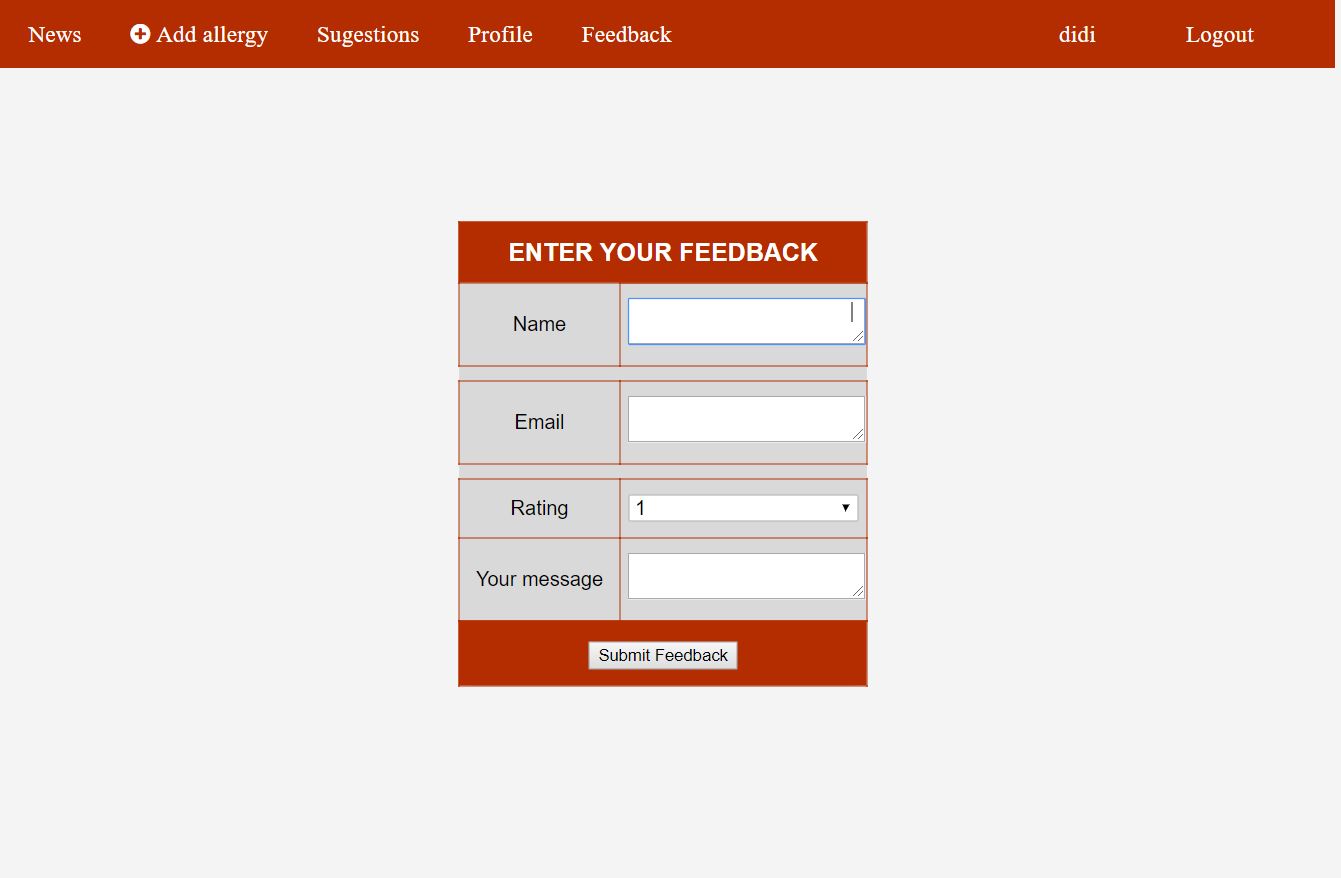 News Add allergy Sugestions Profile Feedback didi Logout
ENTER YOUR FEEDBACK
Name
Email
Rating 1
Your message
Submit Feedback